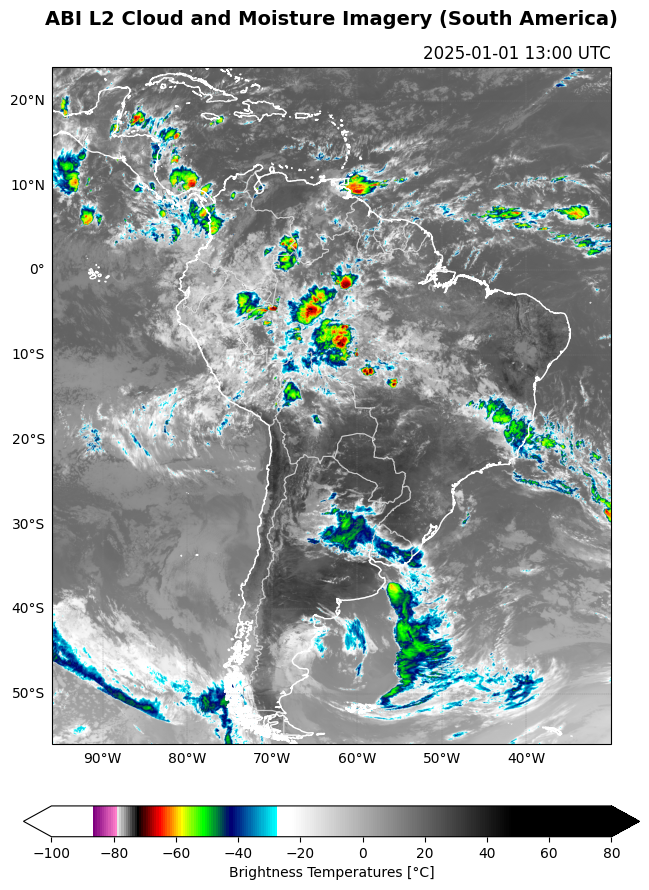 ABI L2 Cloud and Moisture Imagery (South America)
2025-01-01 13:00 UTC
20°N
10°N
0°
10°S
20°S
30°S
40°S
50°S
90°W 80°W 70°W 60°W 50°W 40°W
−100 −80 −60 −40 −20 0 20 40 60 80
Brightness Temperatures [°C]